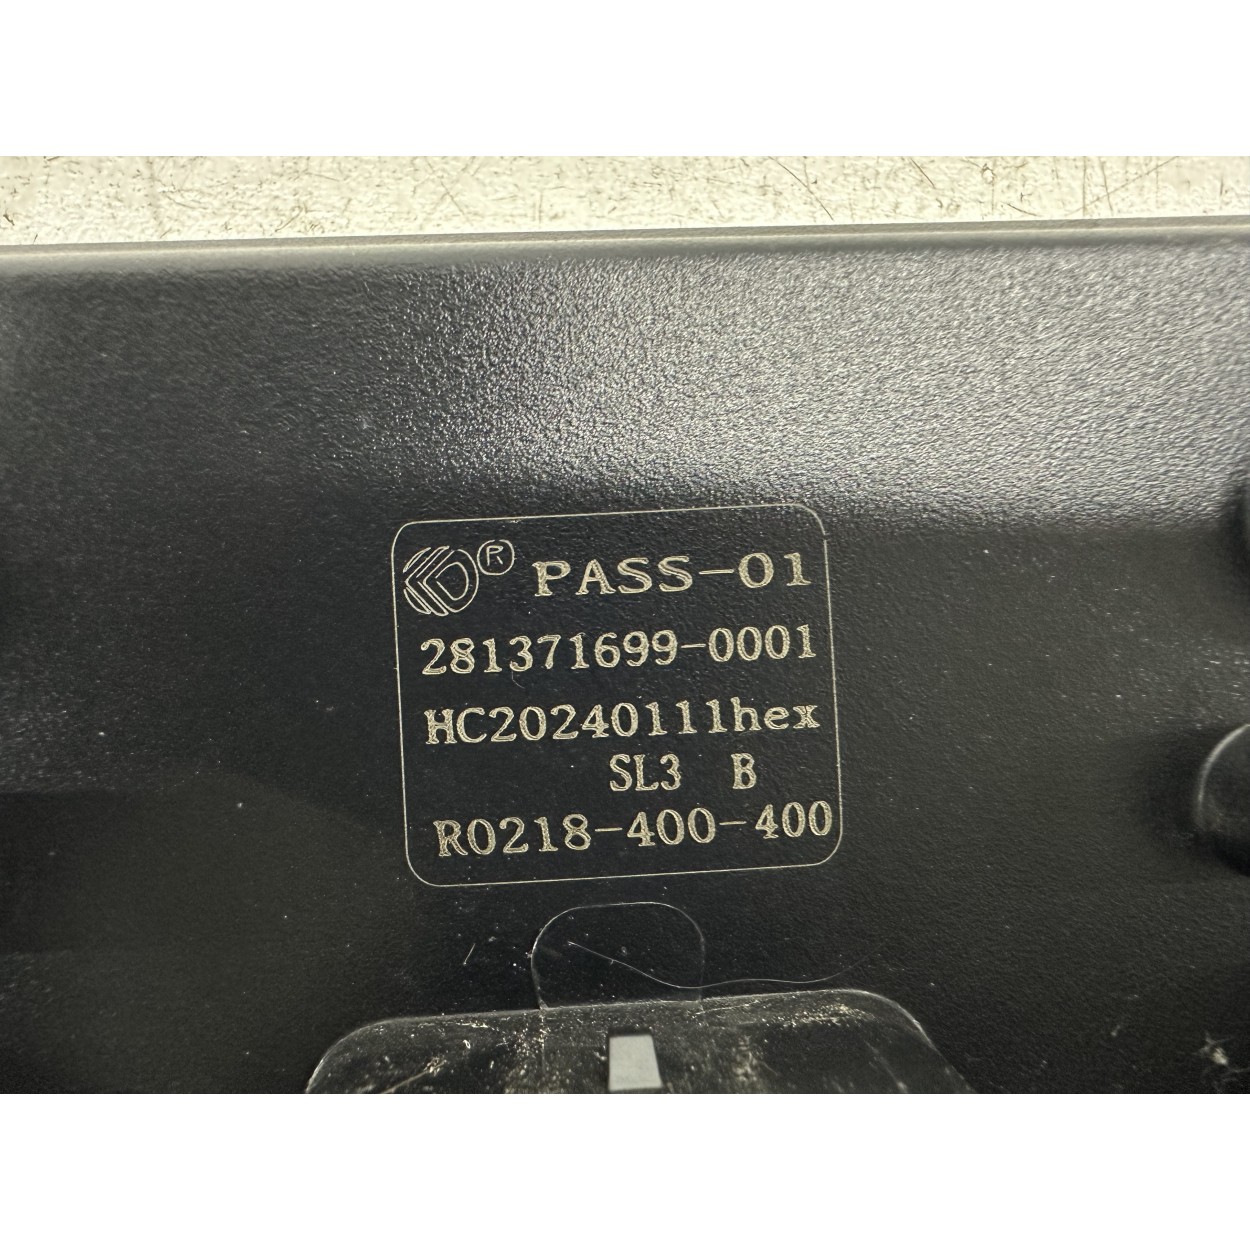 ® PASS-01
281371699-0001
HC20240111hex
SL3 B
R0218-400-400